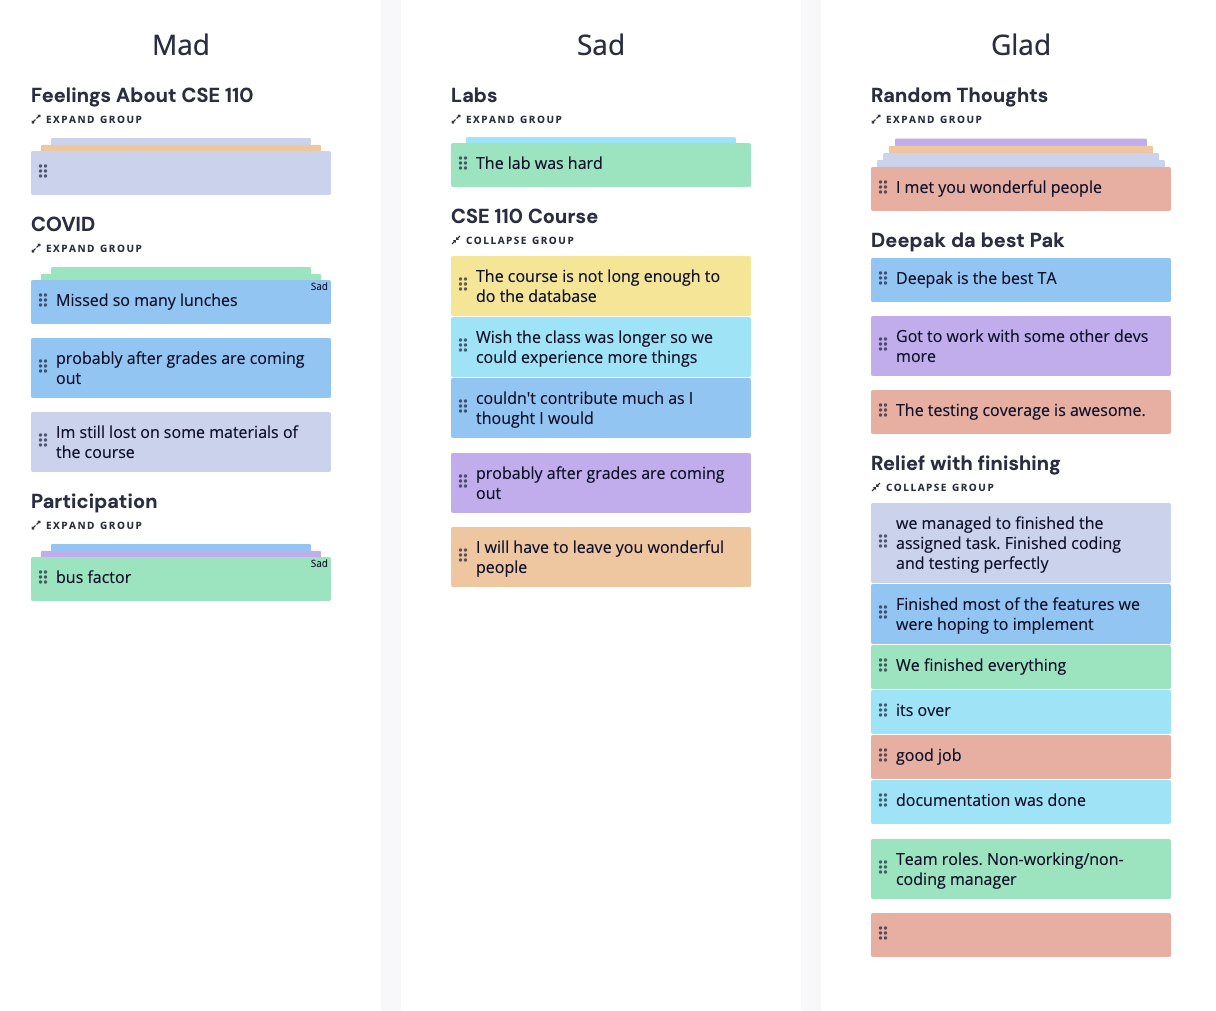 Mad
Feelings About CSE 110
EXPAND GROUP
COVID
EXPAND GROUP
Sad
Missed so many lunches
probably after grades are coming
out
Im still lost on some materials of
the course
Participation
EXPAND GROUP
Sad
bus factor
Sad
Labs
EXPAND GROUP
The lab was hard
CSE 110 Course
COLLAPSE GROUP
The course is not long enough to
do the database
Wish the class was longer so we
could experience more things
couldn't contribute much as I
thought I would
probably after grades are coming
out
I will have to leave you wonderful
people
Glad
Random Thoughts
EXPAND GROUP
I met you wonderful people
Deepak da best Pak
Deepak is the best TA
Got to work with some other devs
more
The testing coverage is awesome.
Relief with finishing
COLLAPSE GROUP
we managed to finished the
assigned task. Finished coding
and testing perfectly
Finished most of the features we
were hoping to implement
We finished everything
its over
good job
documentation was done
Team roles. Non-working/non-
coding manager